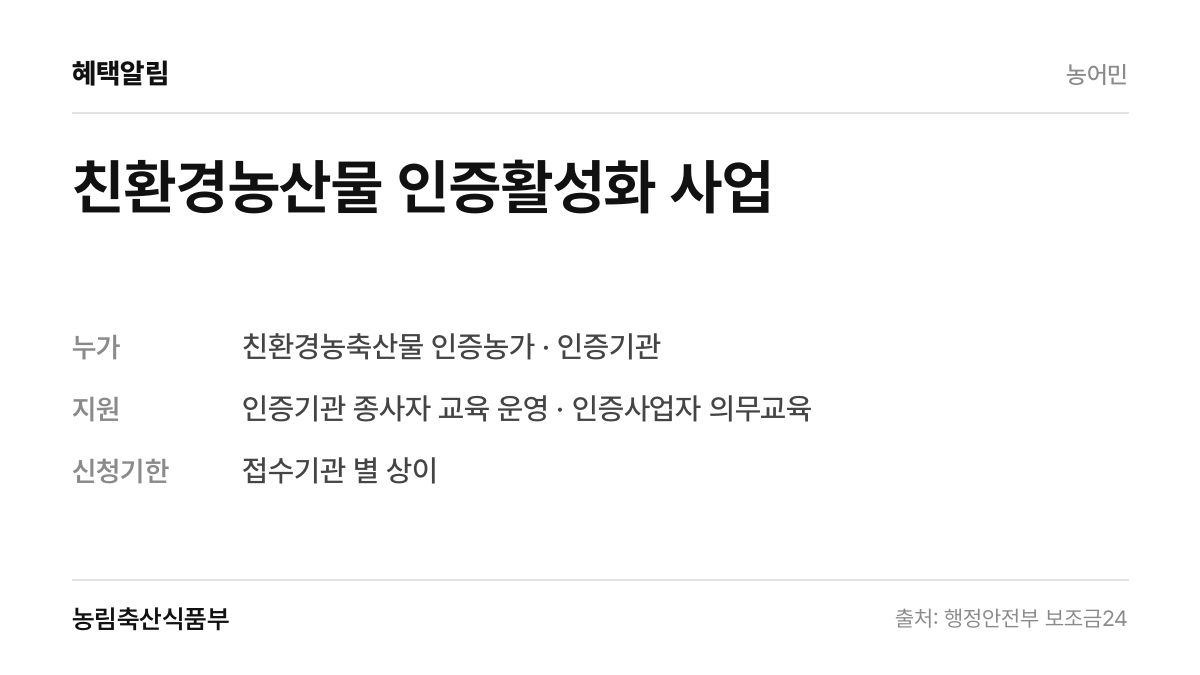 혜택알림
농어민
친환경농산물 인증활성화 사업
누가 친환경농축산물 인증농가 · 인증기관
지원 인증기관 종사자 교육 운영 · 인증사업자 의무교육
신청기한 접수기관 별 상이
농림축산식품부
출처: 행정안전부 보조금24